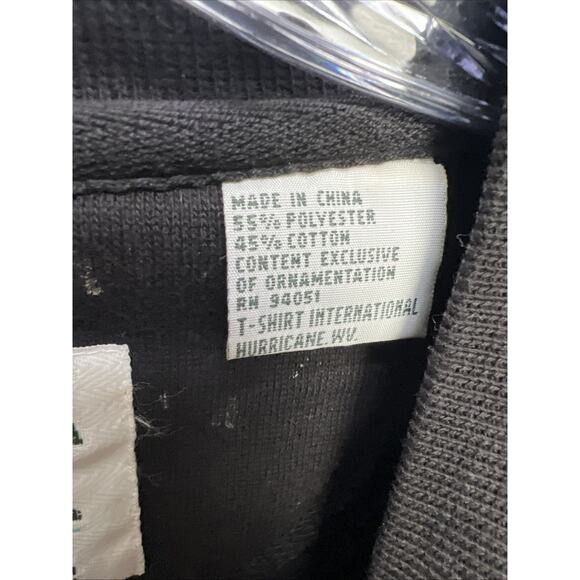 MADE IN CHINA
55% POLYESTER
45% COTTON
CONTENT EXCLUSIVE
OF ORNAMENTATION
RN 94051
T-SHIRT INTERNATIONAL
HURRICANE, WV.